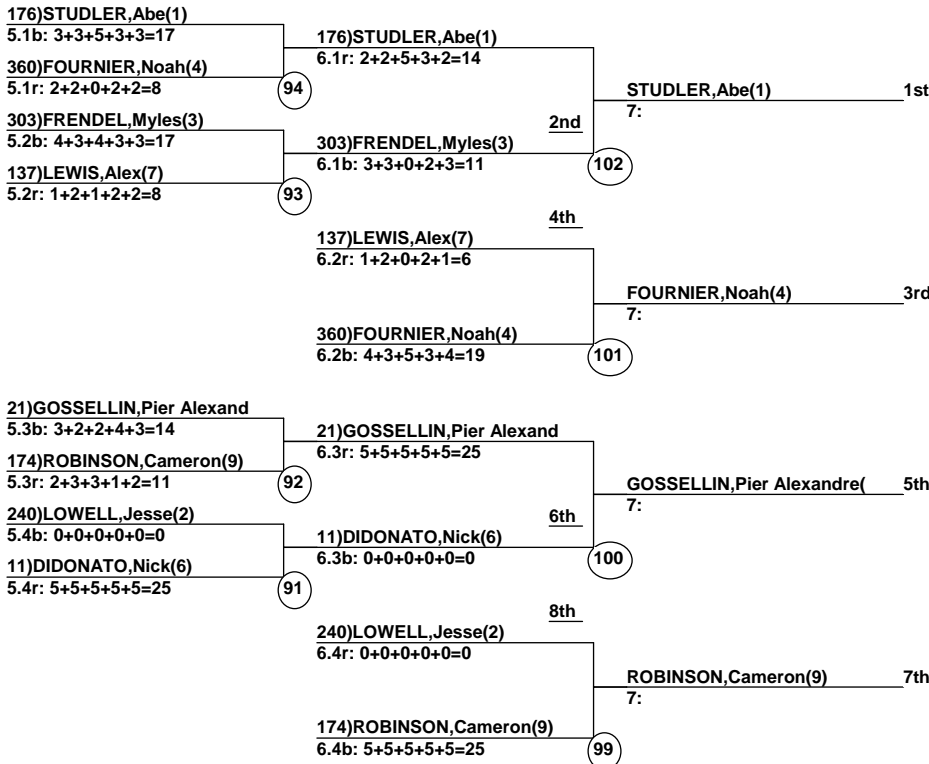 176)STUDLER,Abe(1)
5.1b: 3+3+5+3+3=17
360)FOURNIER,Noah(4)
5.1r: 2+2+0+2+2=8
94
303)FRENDEL,Myles(3)
5.2b: 4+3+4+3+3=17
137)LEWIS,Alex(7)
5.2r: 1+2+1+2+2=8
93
176)STUDLER,Abe(1)
6.1r: 2+2+5+3+2=14
2nd
303)FRENDEL,Myles(3)
6.1b: 3+3+0+2+3=11
102
STUDLER,Abe(1) 1st
7:
4th
137)LEWIS,Alex(7)
6.2r: 1+2+0+2+1=6
360)FOURNIER,Noah(4)
6.2b: 4+3+5+3+4=19
101
FOURNIER,Noah(4) 3rd
7:
21)GOSSELLIN,Pier Alexand
5.3b: 3+2+2+4+3=14
174)ROBINSON,Cameron(9)
5.3r: 2+3+3+1+2=11
92
240)LOWELL,Jesse(2)
5.4b: 0+0+0+0+0=0
11)DIDONATO,Nick(6)
5.4r: 5+5+5+5+5=25
91
21)GOSSELLIN,Pier Alexand
6.3r: 5+5+5+5+5=25
6th
11)DIDONATO,Nick(6)
6.3b: 0+0+0+0+0=0
100
GOSSELLIN,Pier Alexandre( 5th
7:
8th
240)LOWELL,Jesse(2)
6.4r: 0+0+0+0+0=0
174)ROBINSON,Cameron(9)
6.4b: 5+5+5+5+5=25
99
ROBINSON,Cameron(9) 7th
7: